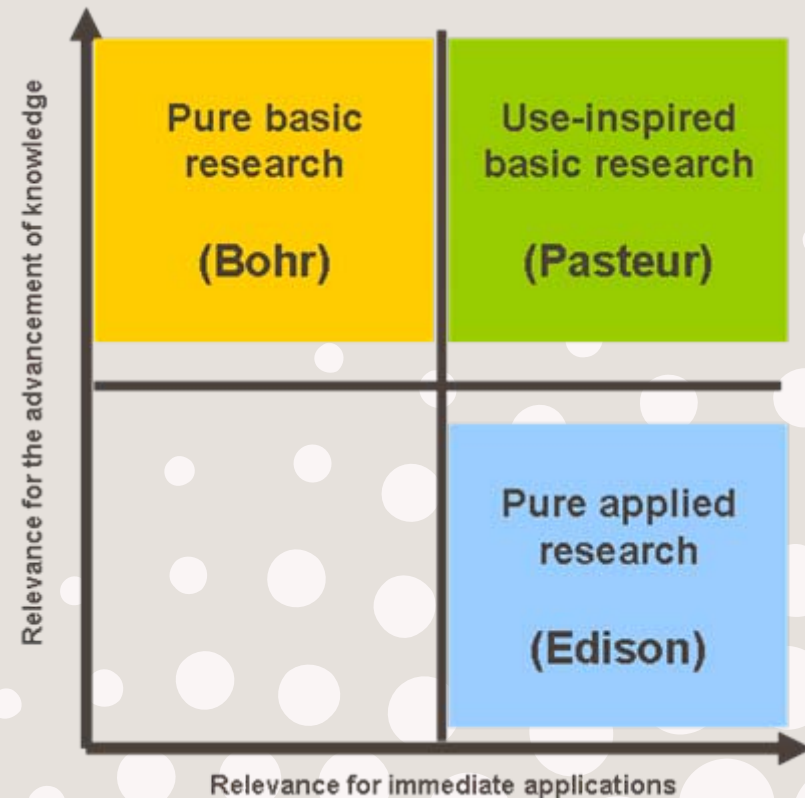 Relevance for the advancement of knowledge
Pure basic
research
(Bohr)
Use-inspired
basic research
(Pasteur)
Pure applied
research
(Edison)
Relevance for immediate applications